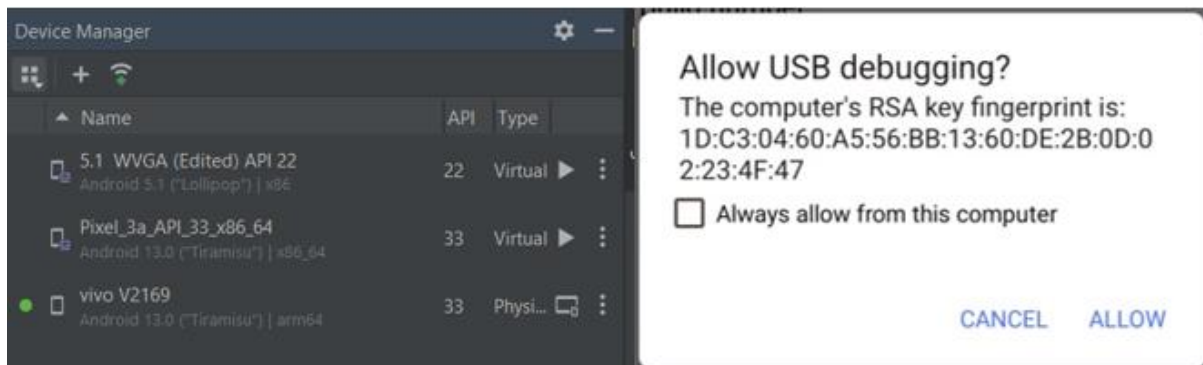 Device Manager
Name API Type
5.1 WVGA (Edited) API 22 22 Virtual
Android 5.1 ("Lollipop") | x86
Pixel_3a_API_33_x86_64 33 Virtual
Android 13.0 ("Tiramisu") | x86_64
vivo V2169 33 Physi...
Android 13.0 ("Tiramisu") | arm64
Allow USB debugging?
The computer's RSA key fingerprint is:
1D:C3:04:60:A5:56:BB:13:60:DE:2B:0D:0
2:23:4F:47
Always allow from this computer
CANCEL ALLOW